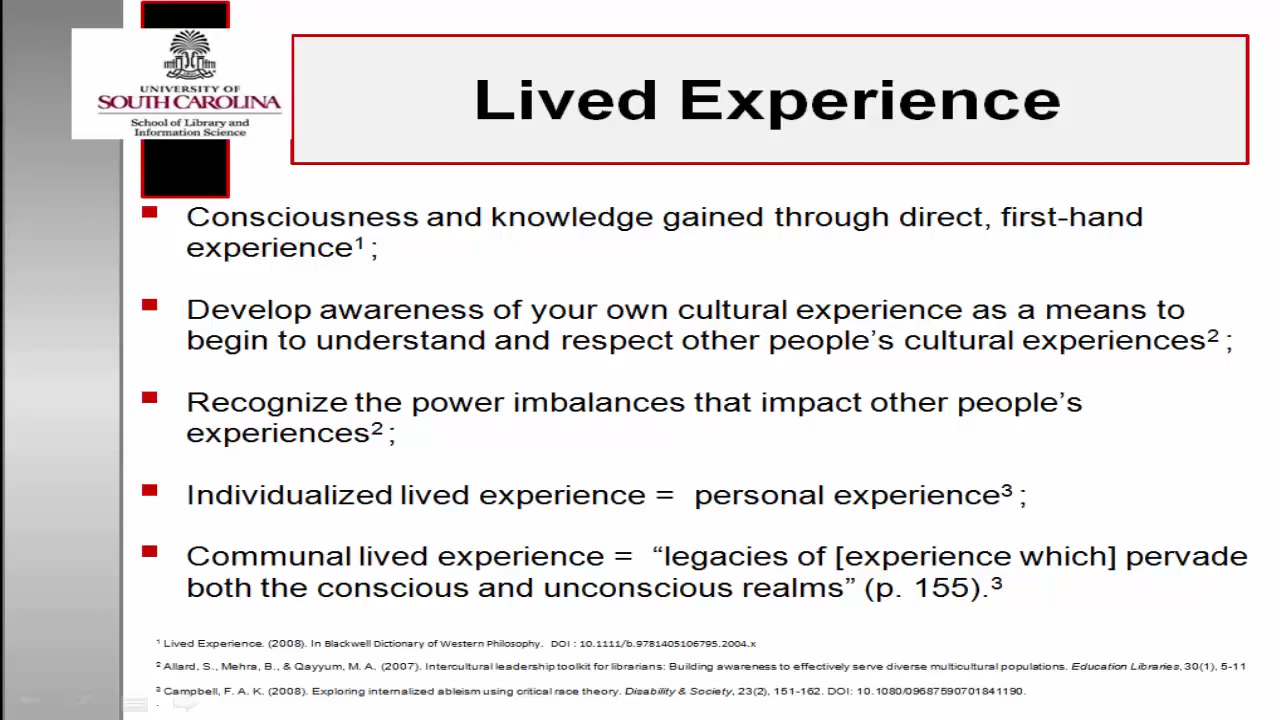 UNIVERSITY OF
SOUTH CAROLINA
School of Library and
Information Science
Lived Experience
Consciousness and knowledge gained through direct, first-hand
experience¹ ;
Develop awareness of your own cultural experience as a means to
begin to understand and respect other people’s cultural experiences² ;
Recognize the power imbalances that impact other people’s
experiences² ;
Individualized lived experience = personal experience³ ;
Communal lived experience = “legacies of [experience which] pervade
both the conscious and unconscious realms” (p. 155).³
¹ Lived Experience. (2008). In Blackwell Dictionary of Western Philosophy. DOI : 10.1111/b.9781405106795.2004.x
² Allard, S., Mehra, B., & Qayyum, M. A. (2007). Intercultural leadership toolkit for librarians: Building awareness to effectively serve diverse multicultural populations. Education Libraries, 30(1), 5-11
³ Campbell, F. A. K. (2008). Exploring internalized ableism using critical race theory. Disability & Society, 23(2), 151-162. DOI: 10.1080/09687590701841190.